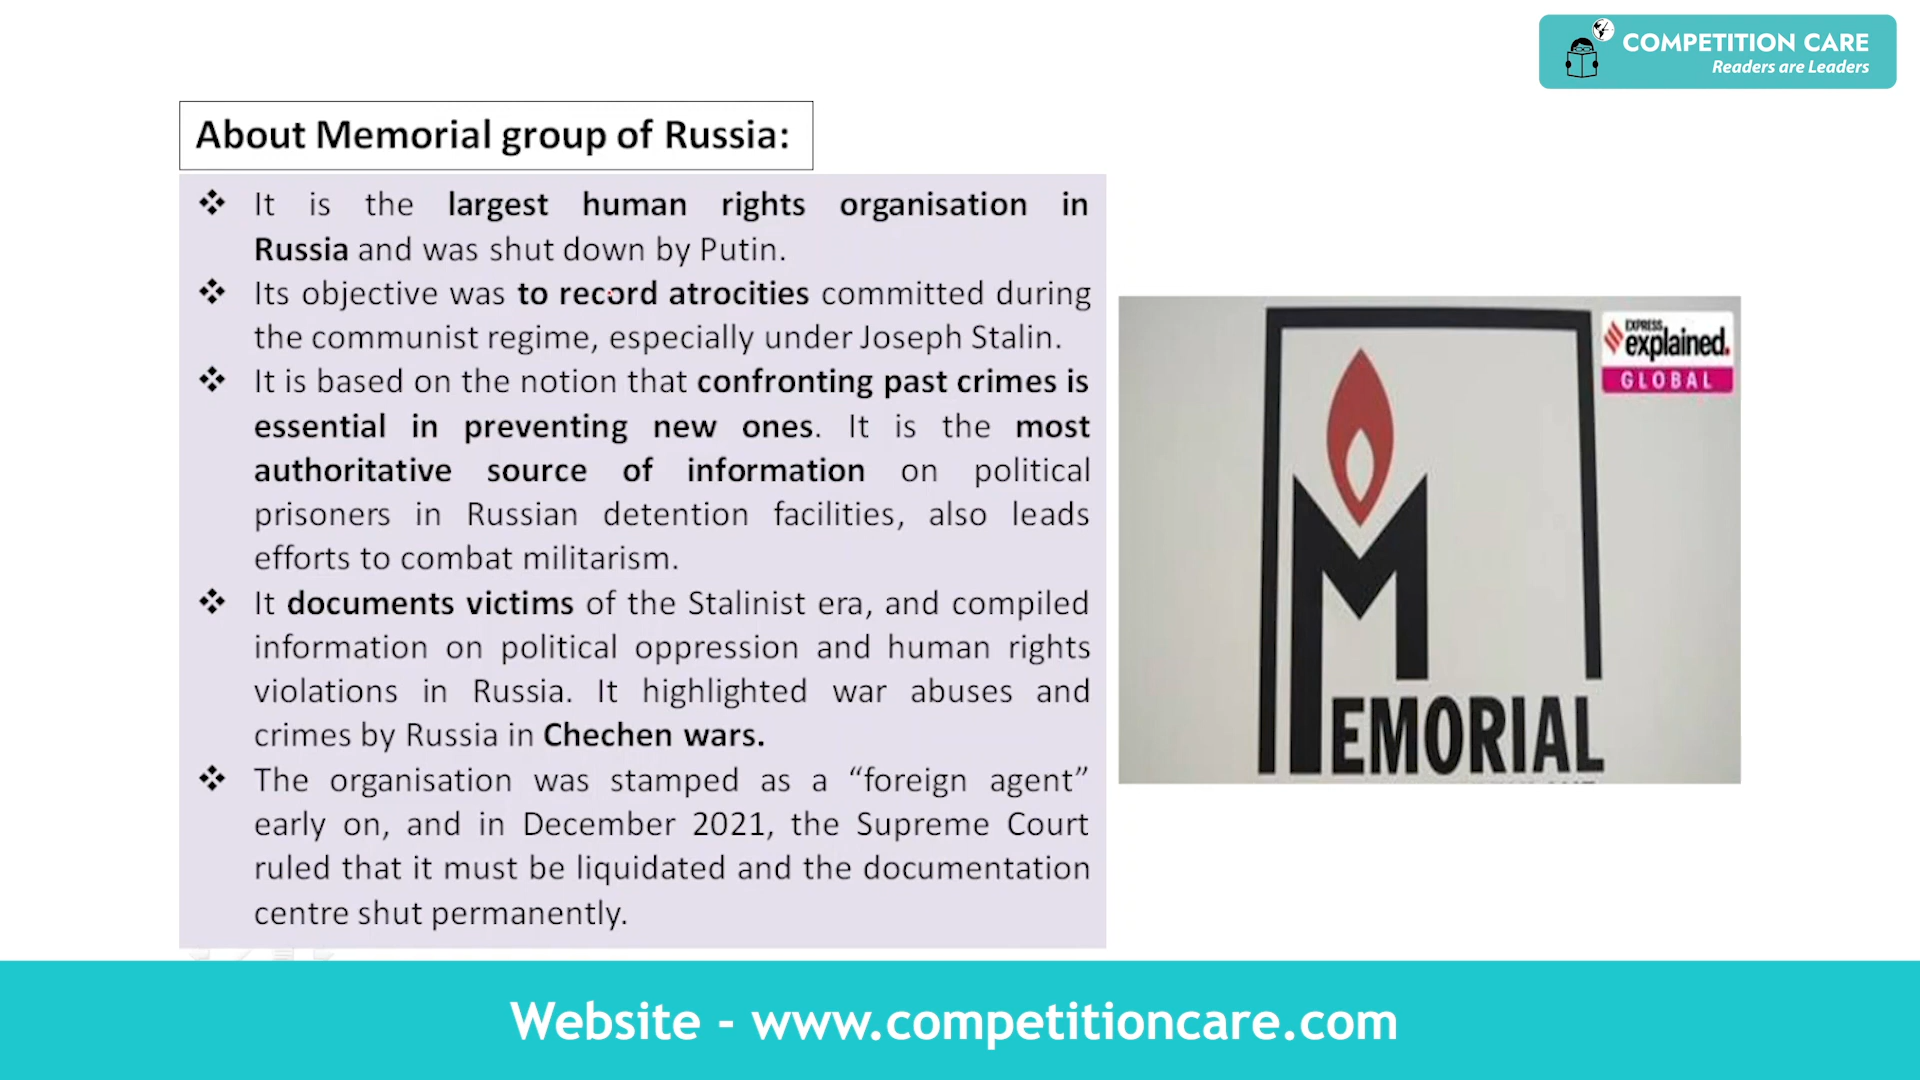 COMPETITION CARE
Readers are Leaders
About Memorial group of Russia:
❖ It is the largest human rights organisation in
Russia and was shut down by Putin.
❖ Its objective was to record atrocities committed during
the communist regime, especially under Joseph Stalin.
❖ It is based on the notion that confronting past crimes is
essential in preventing new ones. It is the most
authoritative source of information on political
prisoners in Russian detention facilities, also leads
efforts to combat militarism.
❖ It documents victims of the Stalinist era, and compiled
information on political oppression and human rights
violations in Russia. It highlighted war abuses and
crimes by Russia in Chechen wars.
❖ The organisation was stamped as a “foreign agent”
early on, and in December 2021, the Supreme Court
ruled that it must be liquidated and the documentation
centre shut permanently.
EXPRESS
explained.
GLOBAL
MEMORIAL
Website - www.competitioncare.com